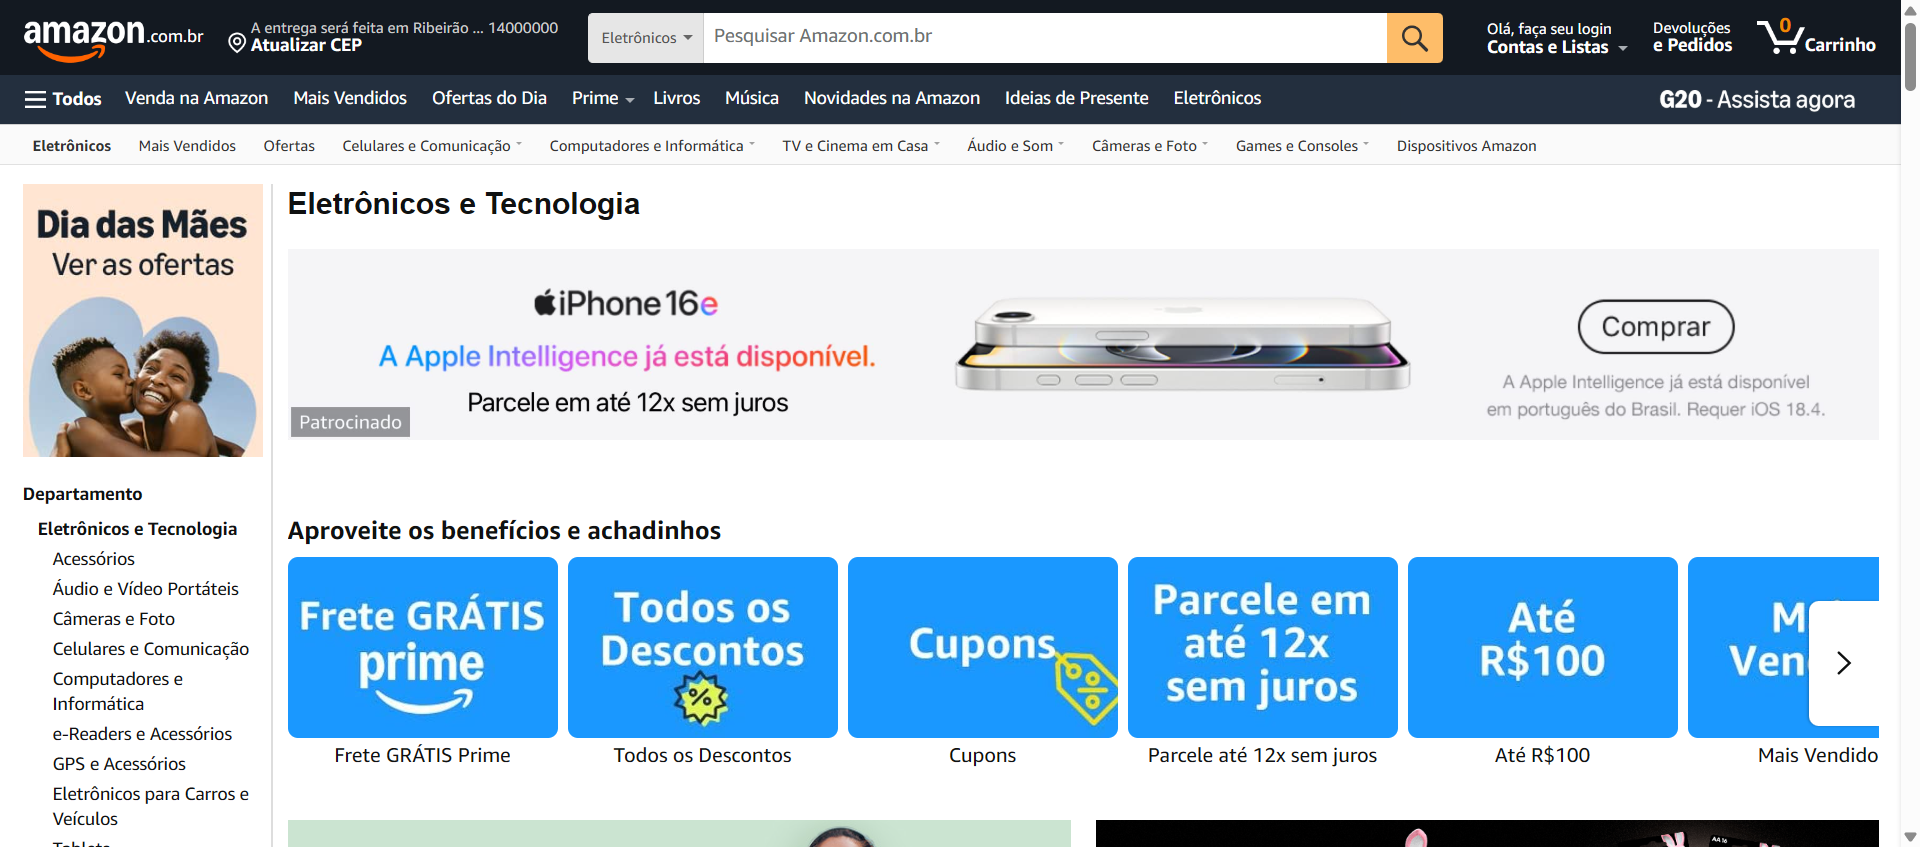 amazon.com.br
A entrega será feita em Ribeirão ... 14000000
Atualizar CEP
Eletrônicos
Pesquisar Amazon.com.br
Olá, faça seu login
Contas e Listas
Devoluções
e Pedidos
0
Carrinho
Todos
Venda na Amazon
Mais Vendidos
Ofertas do Dia
Prime
Livros
Música
Novidades na Amazon
Ideias de Presente
Eletrônicos
G20 - Assista agora
Eletrônicos
Mais Vendidos
Ofertas
Celulares e Comunicação
Computadores e Informática
TV e Cinema em Casa
Áudio e Som
Câmeras e Foto
Games e Consoles
Dispositivos Amazon
Dia das Mães
Ver as ofertas
Departamento
Eletrônicos e Tecnologia
Acessórios
Áudio e Vídeo Portáteis
Câmeras e Foto
Celulares e Comunicação
Computadores e
Informática
e-Readers e Acessórios
GPS e Acessórios
Eletrônicos para Carros e
Veículos
Tablets
Eletrônicos e Tecnologia
iPhone 16e
A Apple Intelligence já está disponível.
Parcele em até 12x sem juros
Patrocinado
Comprar
A Apple Intelligence já está disponível
em português do Brasil. Requer iOS 18.4.
Aproveite os benefícios e achadinhos
Frete GRÁTIS
prime
Frete GRÁTIS Prime
Todos os
Descontos
%
Todos os Descontos
Cupons
%
Cupons
Parcele em
até 12x
sem juros
Parcele até 12x sem juros
Até
R$100
Até R$100
M
Ven
Mais Vendido